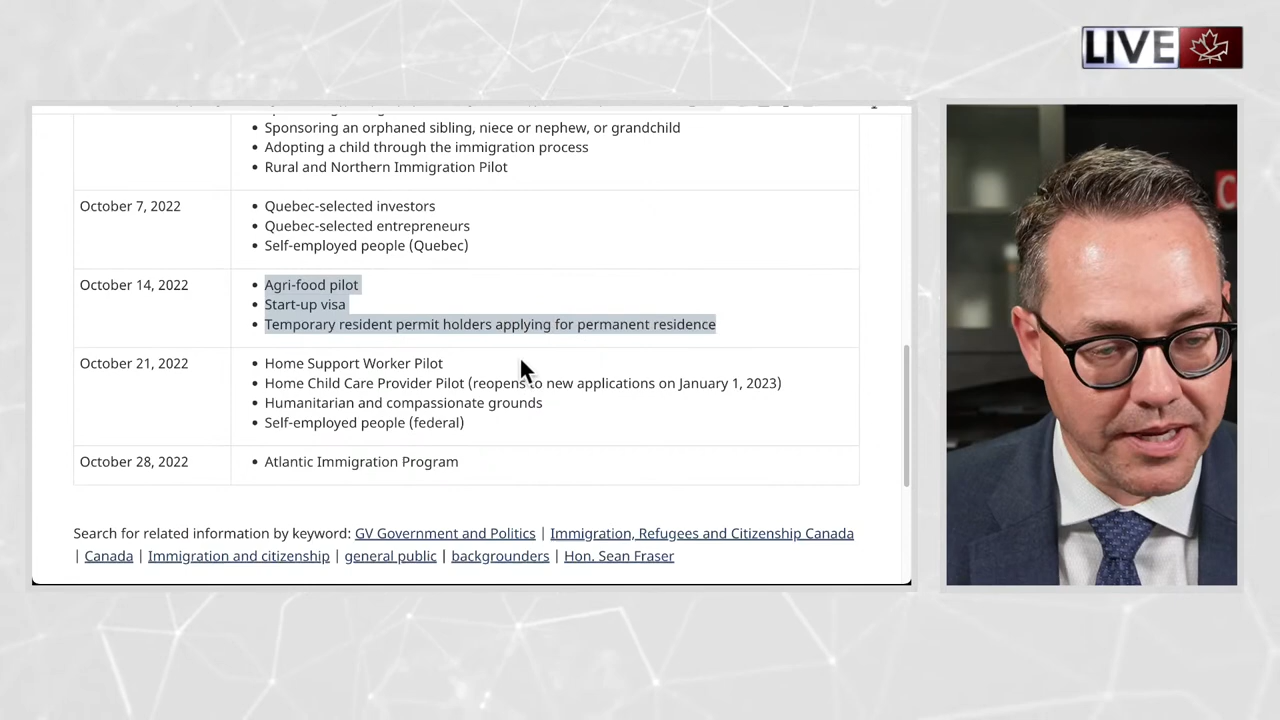 LIVE
Sponsoring an orphaned sibling, niece or nephew, or grandchild
Adopting a child through the immigration process
Rural and Northern Immigration Pilot
October 7, 2022
Quebec-selected investors
Quebec-selected entrepreneurs
Self-employed people (Quebec)
October 14, 2022
Agri-food pilot
Start-up visa
Temporary resident permit holders applying for permanent residence
October 21, 2022
Home Support Worker Pilot
Home Child Care Provider Pilot (reopens to new applications on January 1, 2023)
Humanitarian and compassionate grounds
Self-employed people (federal)
October 28, 2022
Atlantic Immigration Program
Search for related information by keyword: GV Government and Politics | Immigration, Refugees and Citizenship Canada
| Canada | Immigration and citizenship | general public | backgrounders | Hon. Sean Fraser